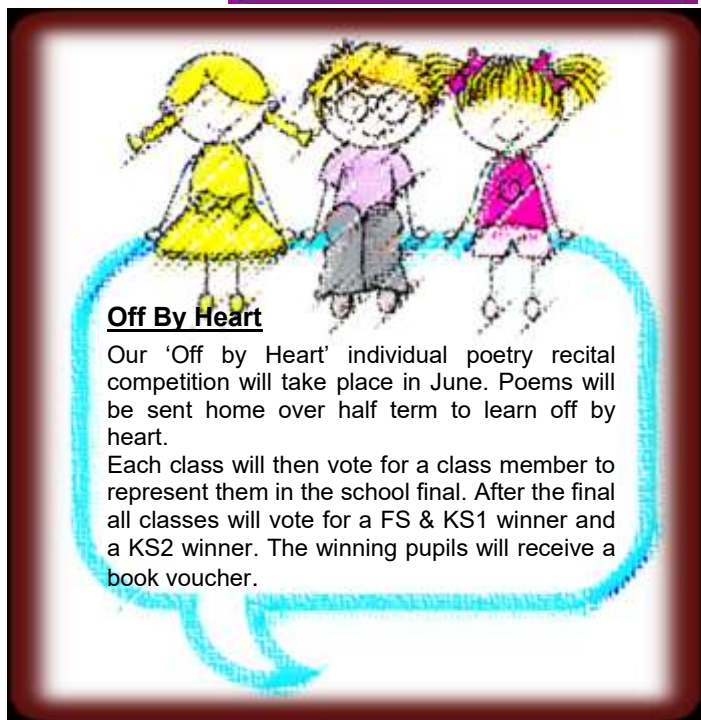 Off By Heart
Our ‘Off by Heart’ individual poetry recital
competition will take place in June. Poems will
be sent home over half term to learn off by
heart.
Each class will then vote for a class member to
represent them in the school final. After the final
all classes will vote for a FS & KS1 winner and
a KS2 winner. The winning pupils will receive a
book voucher.